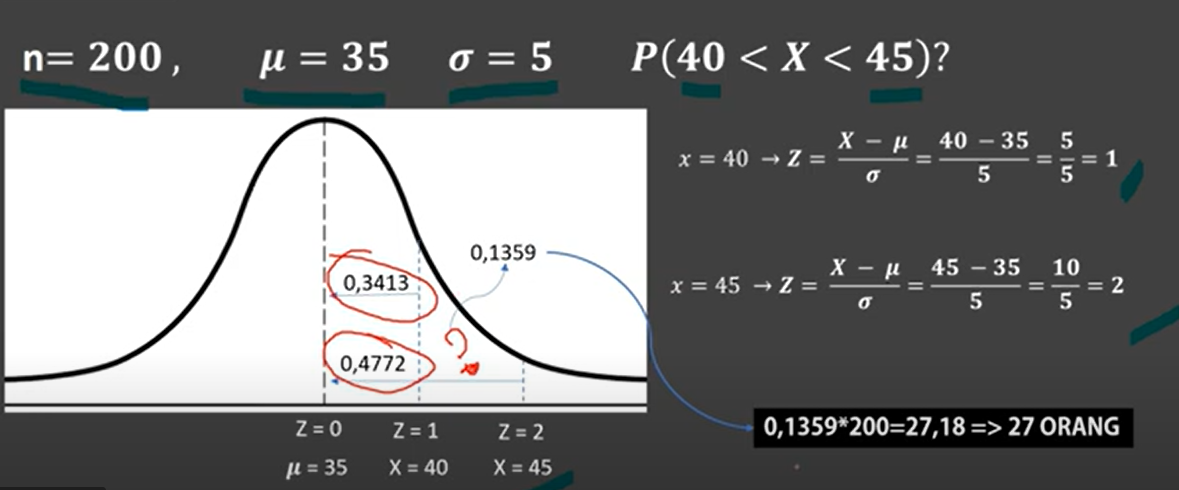 n= 200 , μ = 35 σ = 5 P(40 < X < 45)?
x = 40 → Z = (X − μ)/σ = (40 − 35)/5 = 5/5 = 1
x = 45 → Z = (X − μ)/σ = (45 − 35)/5 = 10/5 = 2
0,1359
0,3413
?
0,4772
Z = 0 Z = 1 Z = 2
μ = 35 X = 40 X = 45
0,1359*200=27,18 => 27 ORANG